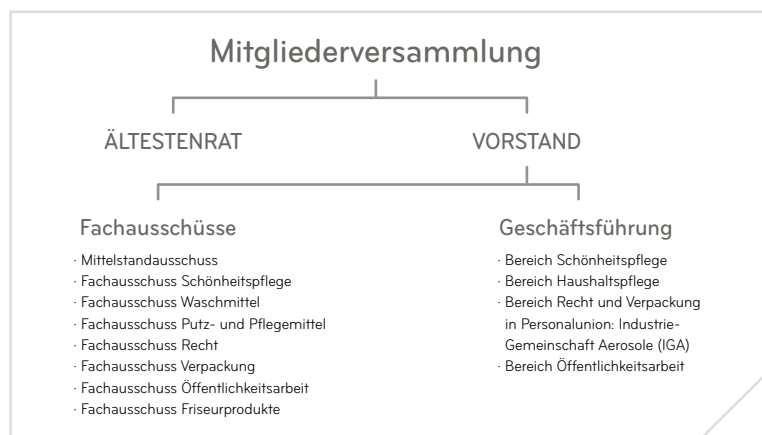 Mitgliederversammlung
ÄLTESTENRAT
VORSTAND
Fachausschüsse
· Mittelstandausschuss
· Fachausschuss Schönheitspflege
· Fachausschuss Waschmittel
· Fachausschuss Putz- und Pflegemittel
· Fachausschuss Recht
· Fachausschuss Verpackung
· Fachausschuss Öffentlichkeitsarbeit
· Fachausschuss Friseurprodukte
Geschäftsführung
· Bereich Schönheitspflege
· Bereich Haushaltspflege
· Bereich Recht und Verpackung
in Personalunion: Industrie-
Gemeinschaft Aerosole (IGA)
· Bereich Öffentlichkeitsarbeit